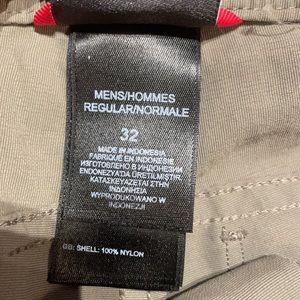 MENS/HOMMES
REGULAR/NORMALE
32
MADE IN INDONESIA
FABRIQUÉ EN INDONÉSIE
ИЗГОТОВЛЕНО В ИНДОНЕЗИИ
ENDONEZYA'DA ÜRETILMIŞTIR.
ΚΑΤΑΣΚΕΥΑΖΕΤΑΙ ΣΤΗΝ
ΙΝΔΟΝΗΣΙΑ
WYPRODUKOWANO W
INDONEZJI
GB: SHELL: 100% NYLON